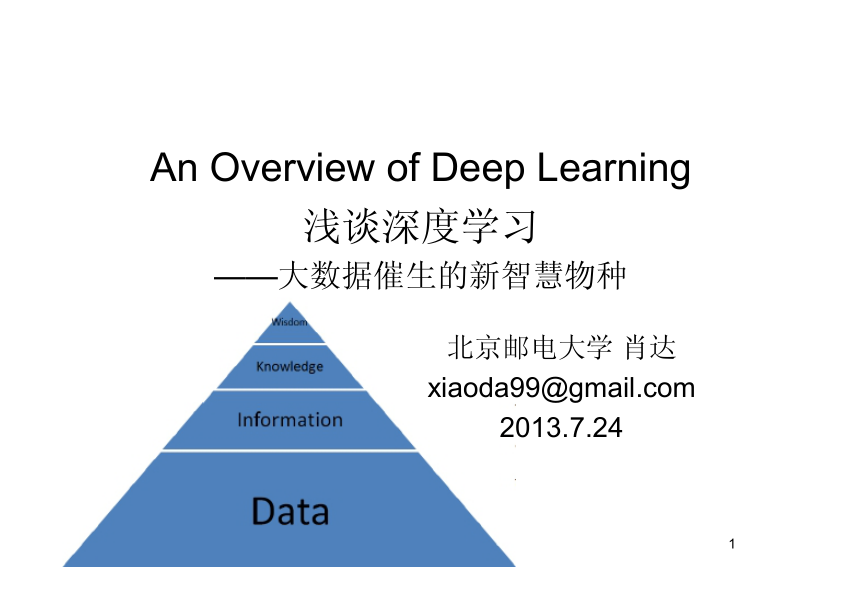 An Overview of Deep Learning
浅谈深度学习
——大数据催生的新智慧物种
Wisdom
Knowledge
Information
Data
北京邮电大学 肖达
xiaoda99@gmail.com
2013.7.24
1